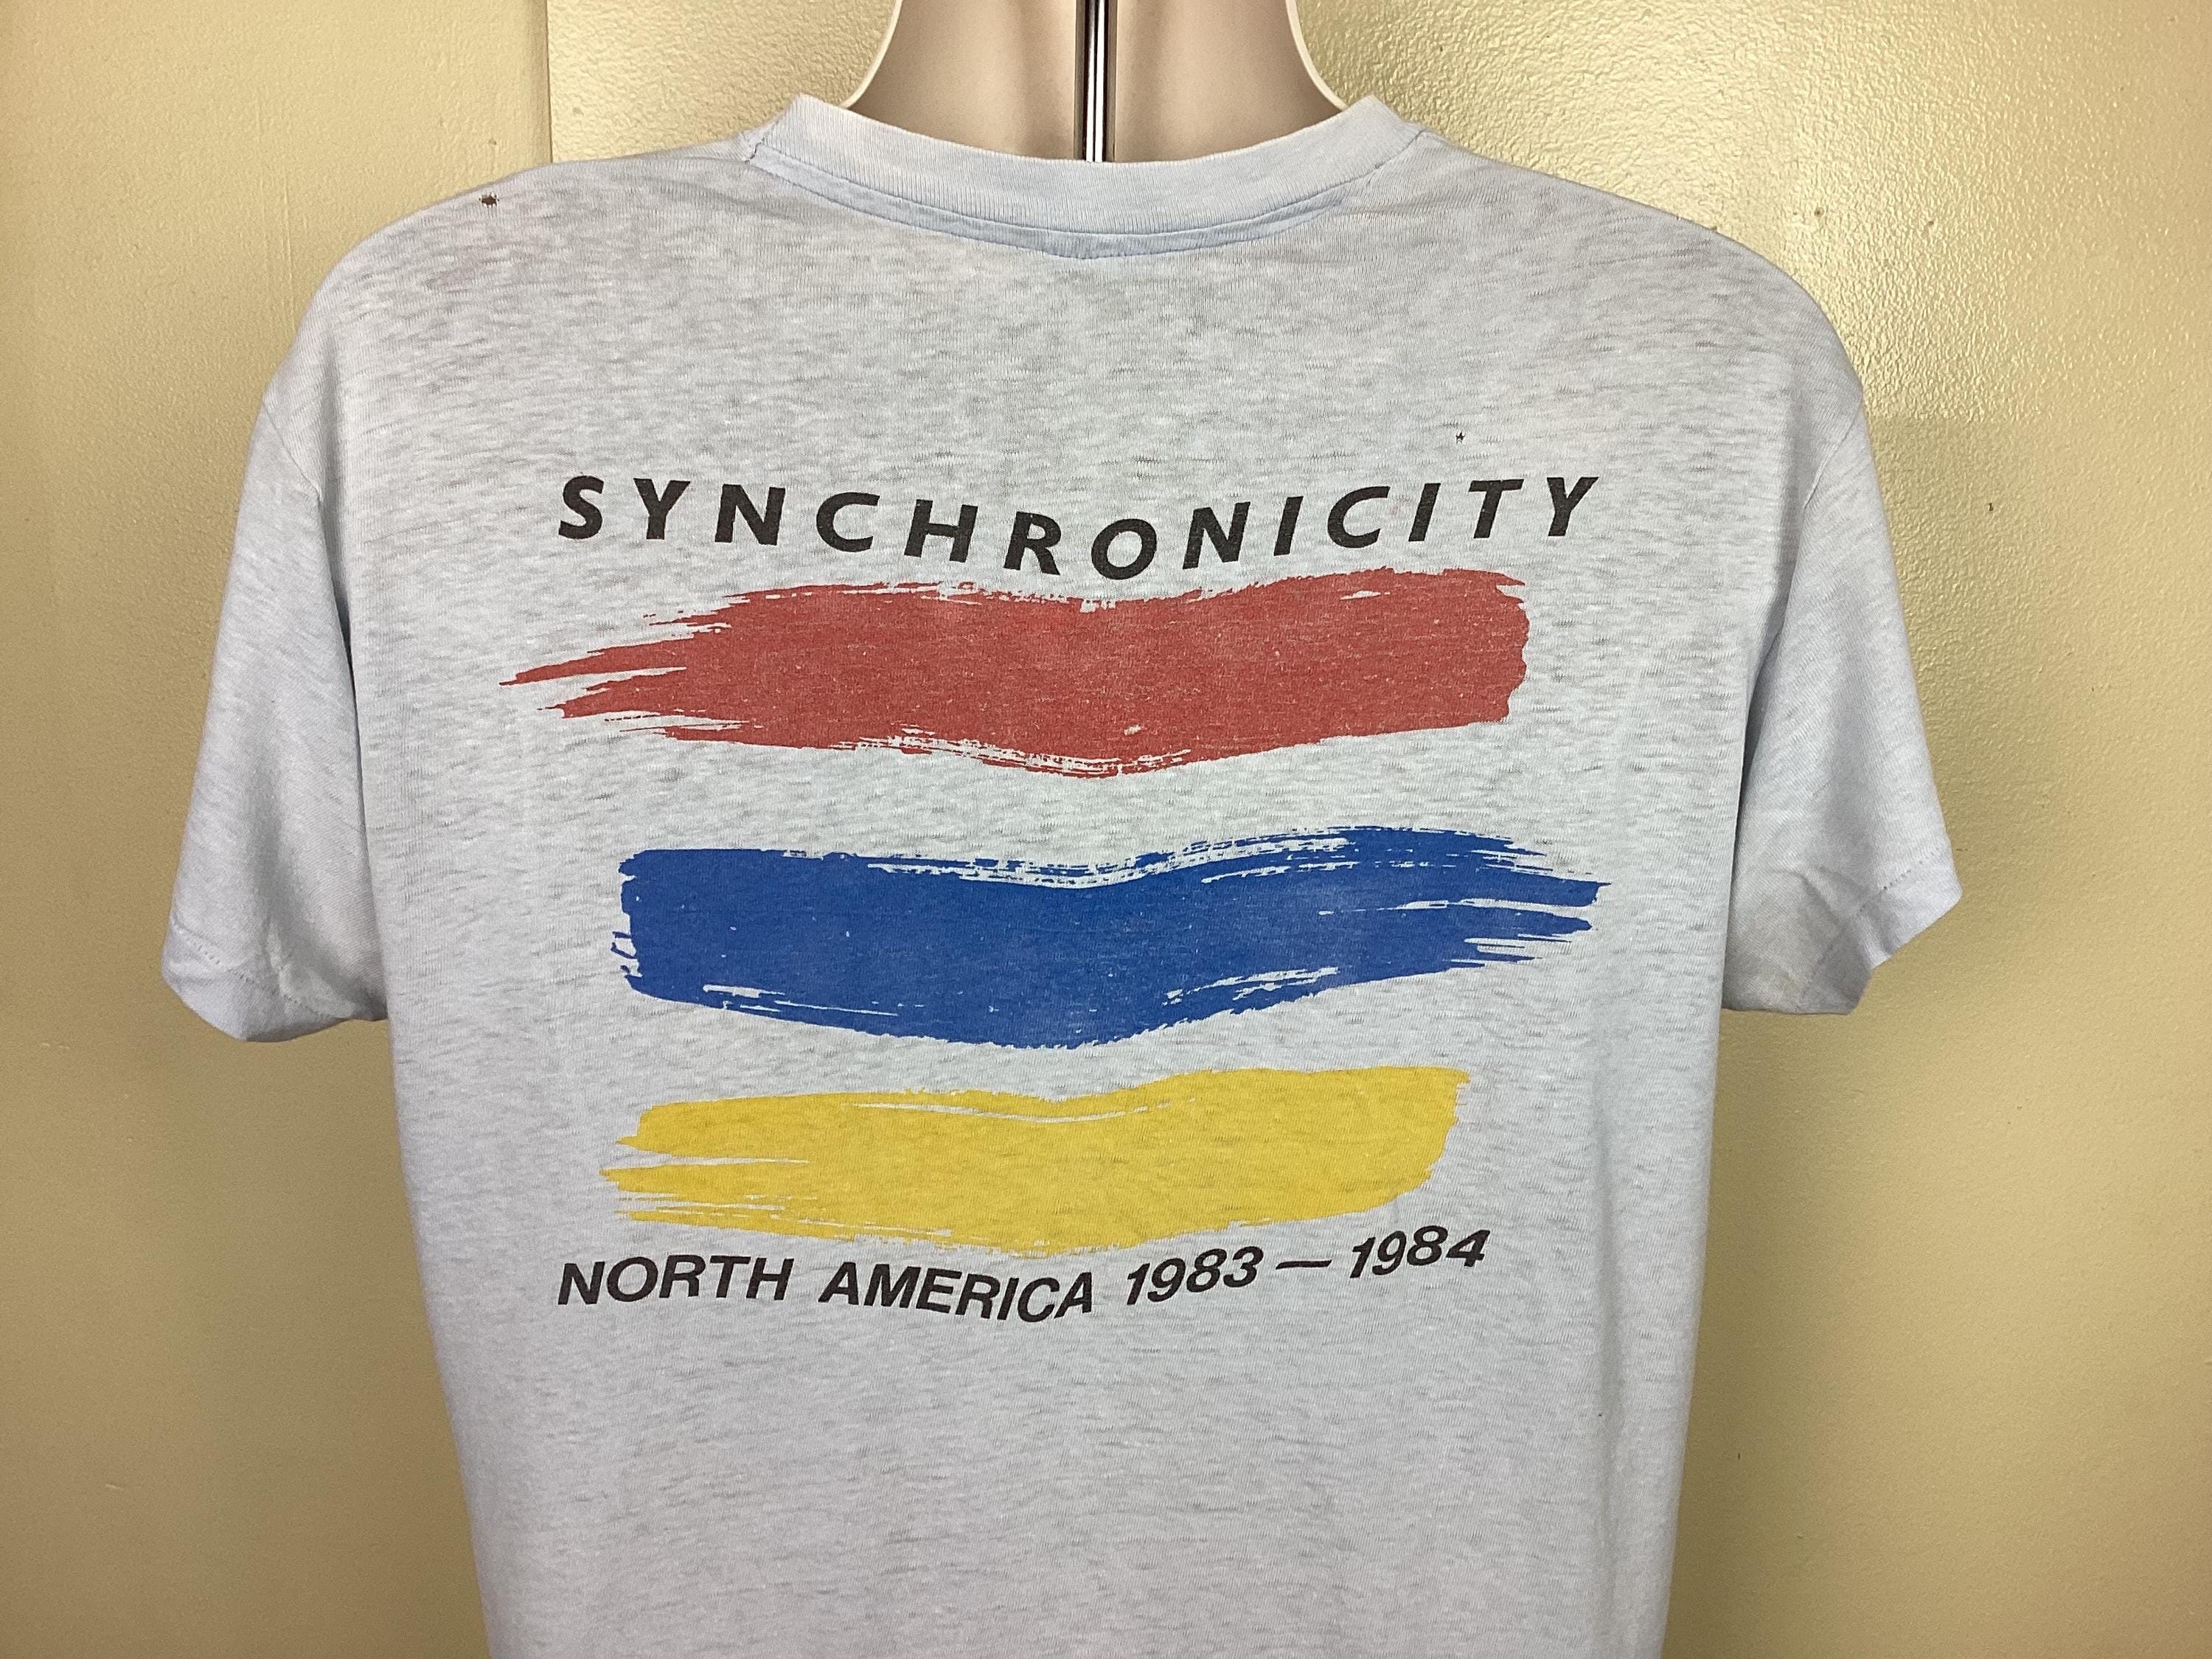 SYNCHRONICITY
NORTH AMERICA 1983 — 1984